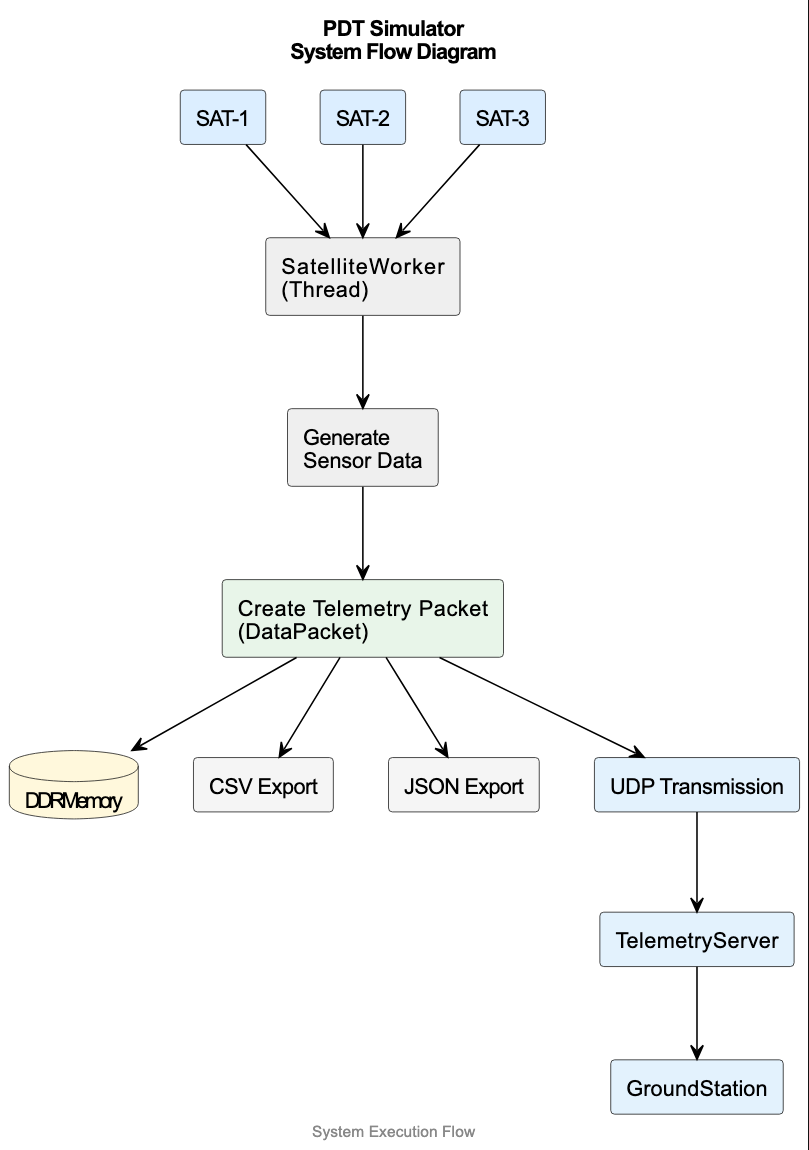 PDT Simulator
System Flow Diagram
SAT-1
SAT-2
SAT-3
SatelliteWorker
(Thread)
Generate
Sensor Data
Create Telemetry Packet
(DataPacket)
DDRMemory
CSV Export
JSON Export
UDP Transmission
TelemetryServer
GroundStation
System Execution Flow